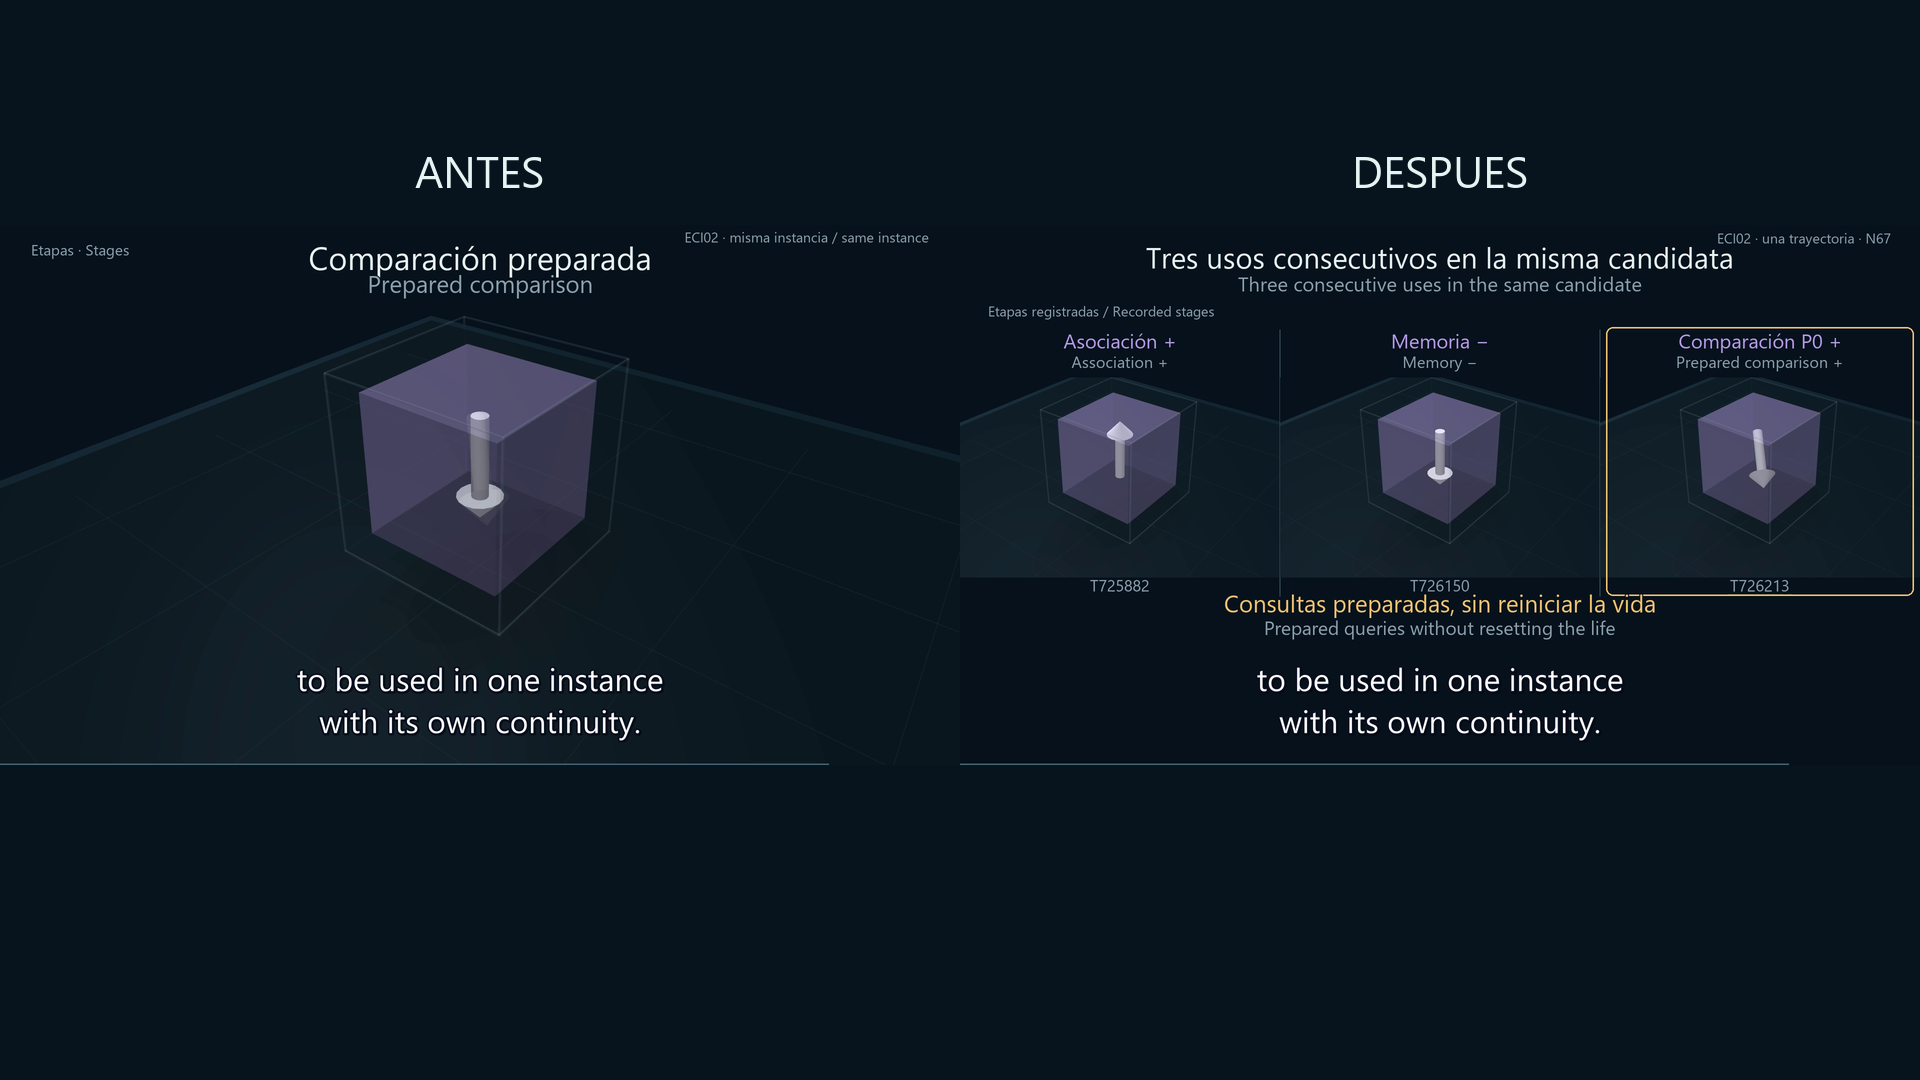 ANTES
Etapas · Stages
ECI02 · misma instancia / same instance
Comparación preparada
Prepared comparison
to be used in one instance
with its own continuity.
DESPUES
ECI02 · una trayectoria · N67
Tres usos consecutivos en la misma candidata
Three consecutive uses in the same candidate
Etapas registradas / Recorded stages
Asociación +
Association +
T725882
Memoria −
Memory −
T726150
Comparación P0 +
Prepared comparison +
T726213
Consultas preparadas, sin reiniciar la vida
Prepared queries without resetting the life
to be used in one instance
with its own continuity.